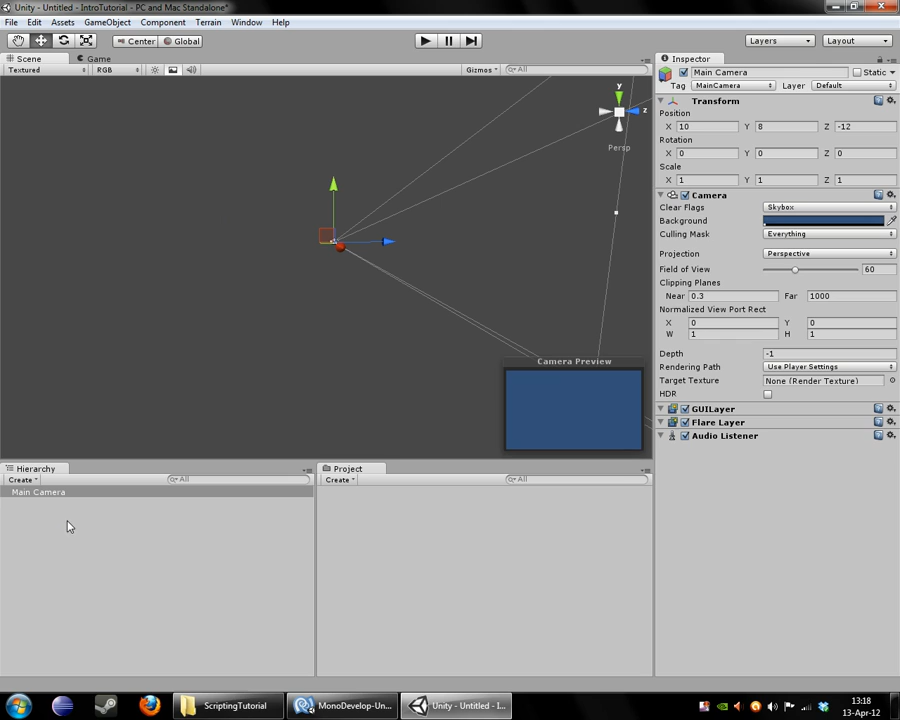 Unity - Untitled - IntroTutorial - PC and Mac Standalone*
File Edit Assets GameObject Component Terrain Window Help
Center Global Layers Layout
Scene Game
Textured RGB Gizmos All
y
z
Persp
Camera Preview
Inspector
Main Camera Static
Tag MainCamera Layer Default
Transform
Position
X 10 Y 8 Z -12
Rotation
X 0 Y 0 Z 0
Scale
X 1 Y 1 Z 1
Camera
Clear Flags Skybox
Background
Culling Mask Everything
Projection Perspective
Field of View 60
Clipping Planes
Near 0.3 Far 1000
Normalized View Port Rect
X 0 Y 0
W 1 H 1
Depth -1
Rendering Path Use Player Settings
Target Texture None (Render Texture)
HDR
GUILayer
Flare Layer
Audio Listener
Hierarchy
Create All
Main Camera
Project
Create All
ScriptingTutorial MonoDevelop-Un... Unity - Untitled - I... 13:18
13-Apr-12